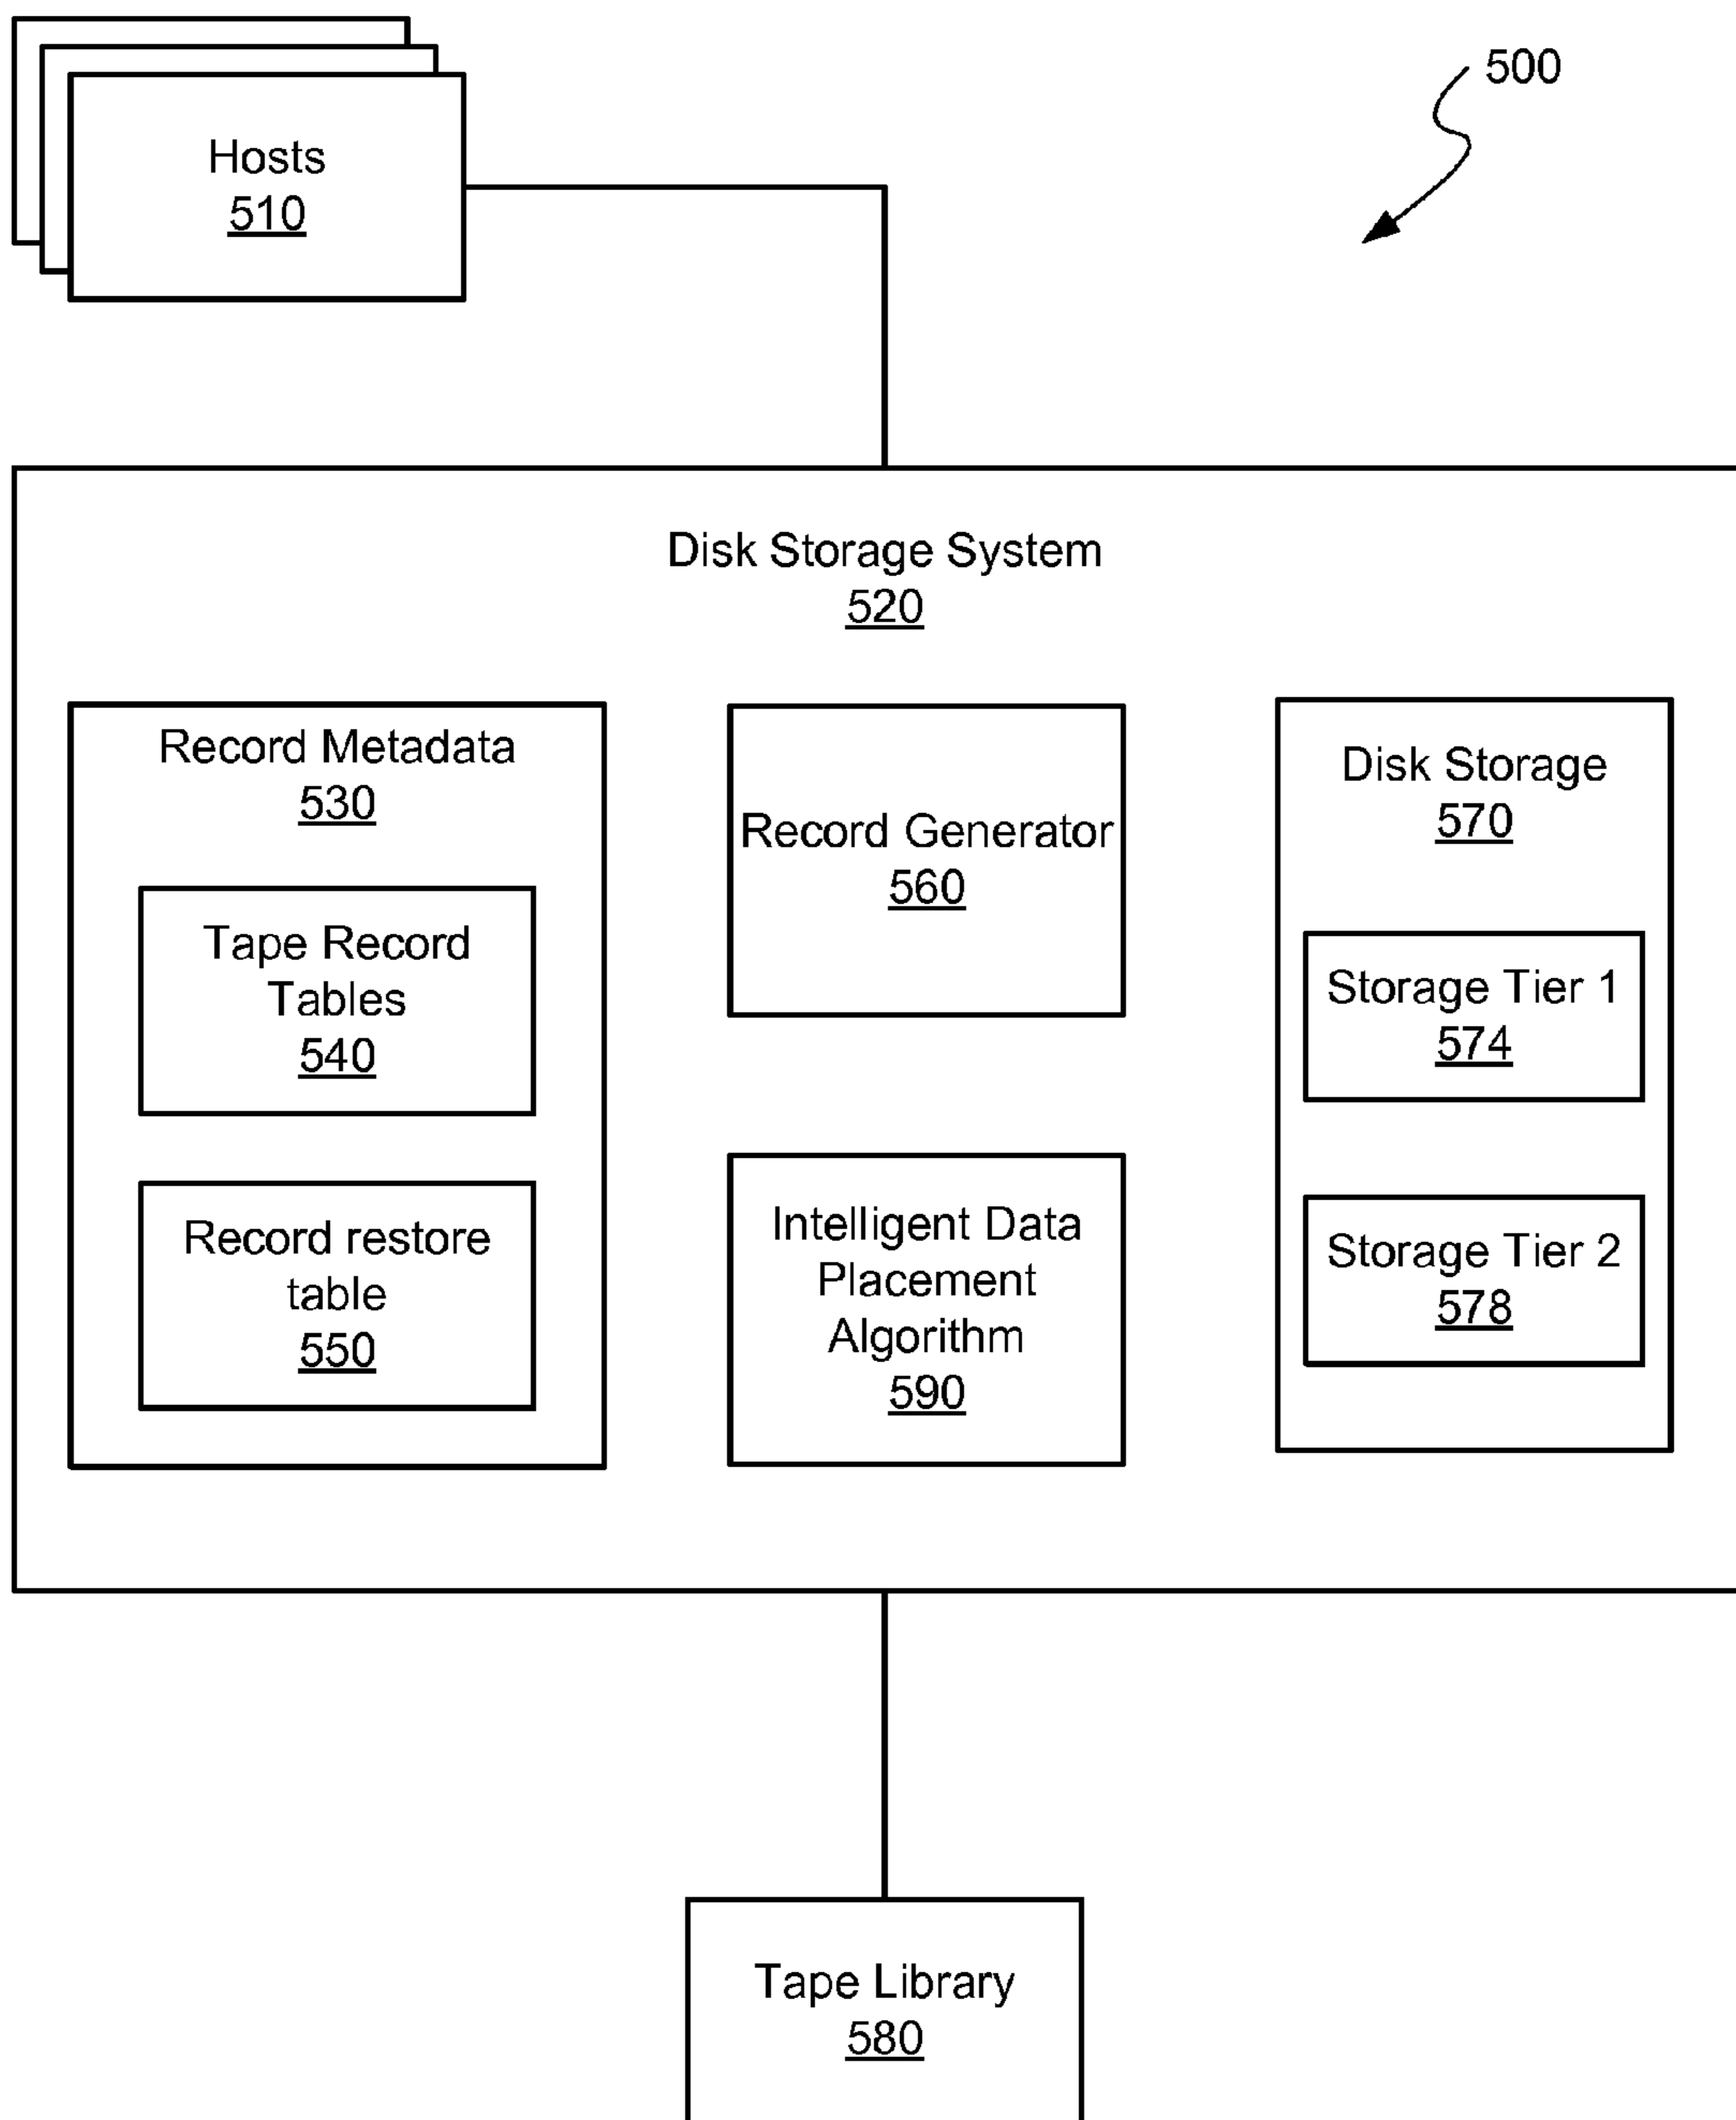 500
Hosts
510
Disk Storage System
520
Record Metadata
530
Tape Record
Tables
540
Record restore
table
550
Record Generator
560
Intelligent Data
Placement
Algorithm
590
Disk Storage
570
Storage Tier 1
574
Storage Tier 2
578
Tape Library
580